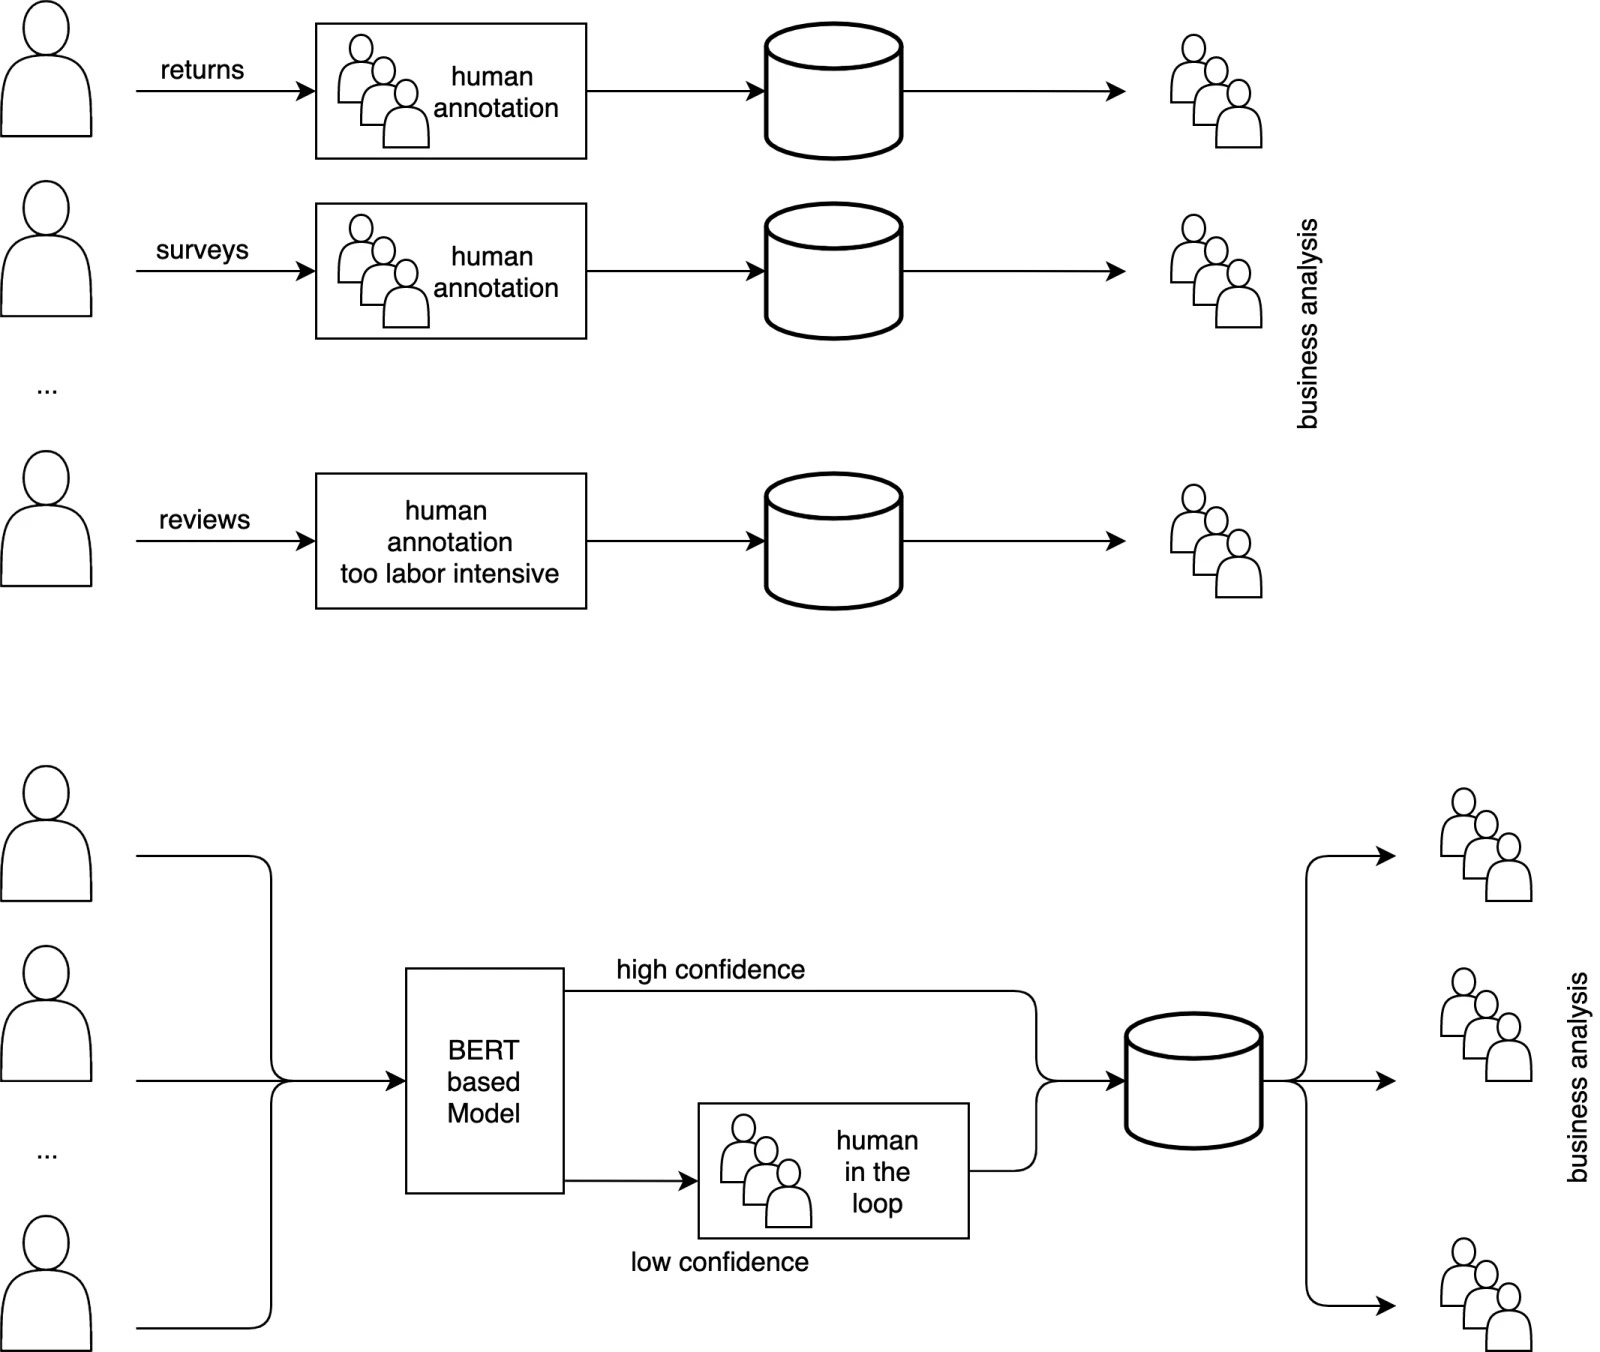 returns
human
annotation
surveys
human
annotation
business analysis
...
reviews
human
annotation
too labor intensive
high confidence
BERT
based
Model
human
in the
loop
low confidence
...
business analysis